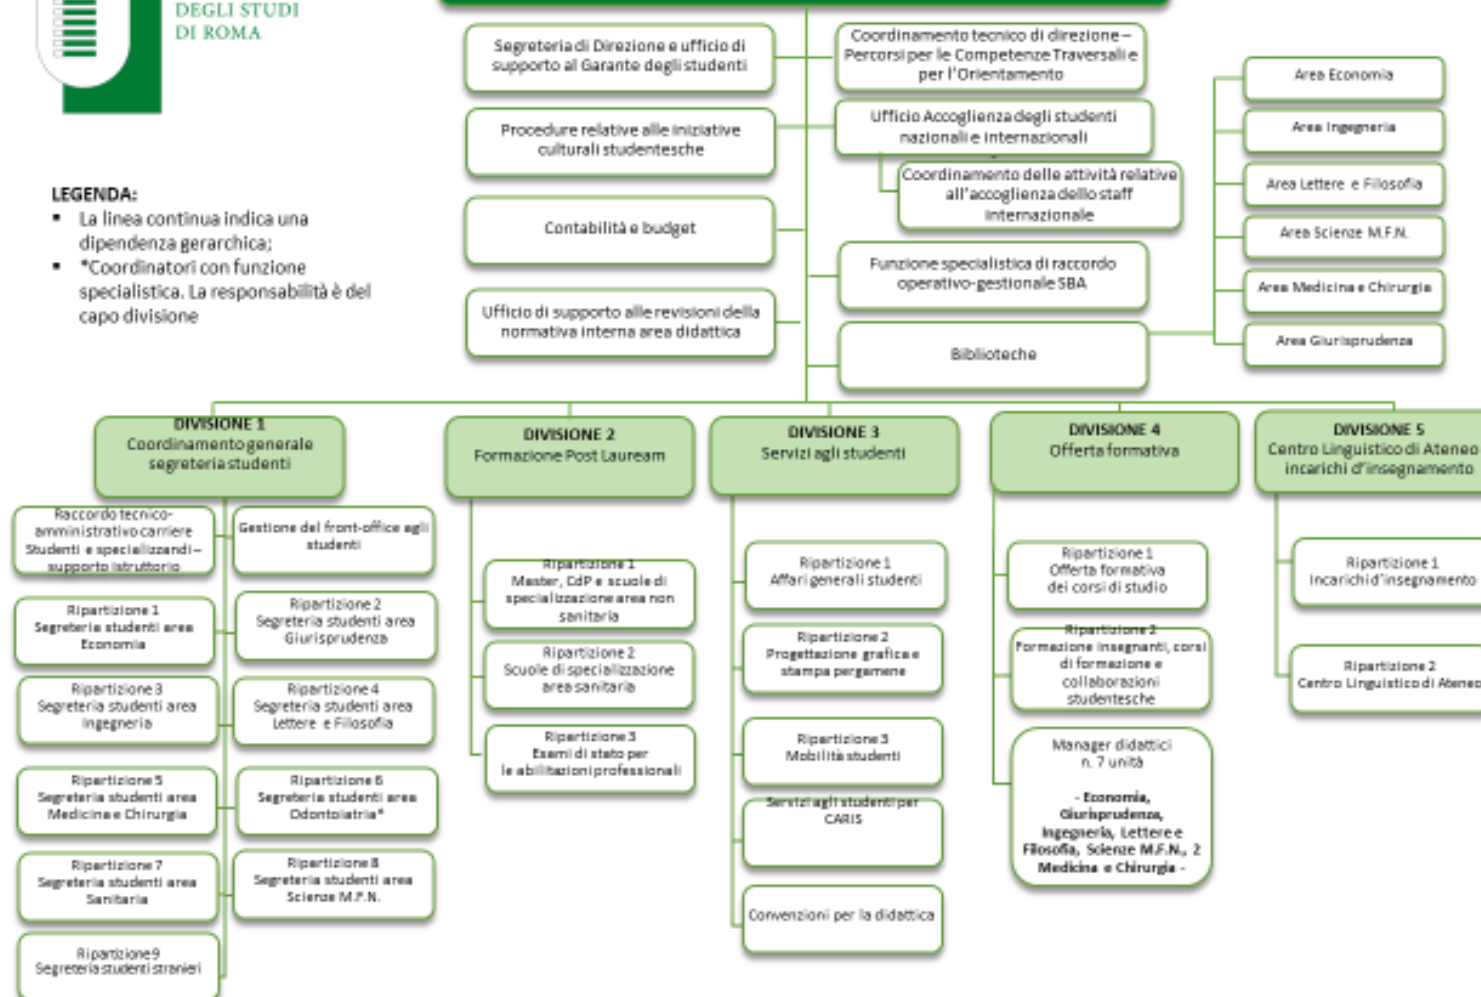 DEGLI STUDI
DI ROMA
LEGENDA:
▪ La linea continua indica una
dipendenza gerarchica;
▪ *Coordinatori con funzione
specialistica. La responsabilità è del
capo divisione
Segreteria di Direzione e ufficio di
supporto al Garante degli studenti
Procedure relative alle iniziative
culturali studentesche
Contabilità e budget
Ufficio di supporto alle revisioni della
normativa interna area didattica
Coordinamento tecnico di direzione –
Percorsi per le Competenze Traversali e
per l'Orientamento
Ufficio Accoglienza degli studenti
nazionali e internazionali
Coordinamento delle attività relative
all'accoglienza dello staff
internazionale
Funzione specialistica di raccordo
operativo-gestionale SBA
Biblioteche
Area Economia
Area Ingegneria
Area Lettere e Filosofia
Area Scienze M.F.N.
Area Medicina e Chirurgia
Area Giurisprudenza
DIVISIONE 1
Coordinamento generale
segreteria studenti
Raccordo tecnico-
amministrativo carriere
Studenti e specializzandi –
supporto istruttorio
Gestione del front-office agli
studenti
Ripartizione 1
Segreteria studenti area
Economia
Ripartizione 2
Segreteria studenti area
Giurisprudenza
Ripartizione 3
Segreteria studenti area
Ingegneria
Ripartizione 4
Segreteria studenti area
Lettere e Filosofia
Ripartizione 5
Segreteria studenti area
Medicina e Chirurgia
Ripartizione 6
Segreteria studenti area
Odontoiatria*
Ripartizione 7
Segreteria studenti area
Sanitaria
Ripartizione 8
Segreteria studenti area
Scienze M.F.N.
Ripartizione 9
Segreteria studenti stranieri
DIVISIONE 2
Formazione Post Lauream
Ripartizione 1
Master, CdP e scuole di
specializzazione area non
sanitaria
Ripartizione 2
Scuole di specializzazione
area sanitaria
Ripartizione 3
Esami di stato per
le abilitazioni professionali
DIVISIONE 3
Servizi agli studenti
Ripartizione 1
Affari generali studenti
Ripartizione 2
Progettazione grafica e
stampa pergamene
Ripartizione 3
Mobilità studenti
Servizi agli studenti per
CARIS
Convenzioni per la didattica
DIVISIONE 4
Offerta formativa
Ripartizione 1
Offerta formativa
dei corsi di studio
Ripartizione 2
Formazione insegnanti, corsi
di formazione e
collaborazioni
studentesche
Manager didattici
n. 7 unità
- Economia,
Giurisprudenza,
Ingegneria, Lettere e
Filosofia, Scienze M.F.N., 2
Medicina e Chirurgia -
DIVISIONE 5
Centro Linguistico di Ateneo
incarichi d'insegnamento
Ripartizione 1
Incarichi d'insegnamento
Ripartizione 2
Centro Linguistico di Ateneo